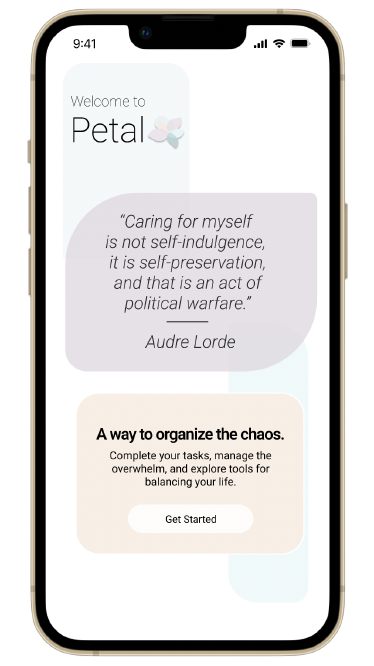 9:41
Welcome to
Petal
“Caring for myself
is not self-indulgence,
it is self-preservation,
and that is an act of
political warfare.”
Audre Lorde
A way to organize the chaos.
Complete your tasks, manage the
overwhelm, and explore tools for
balancing your life.
Get Started